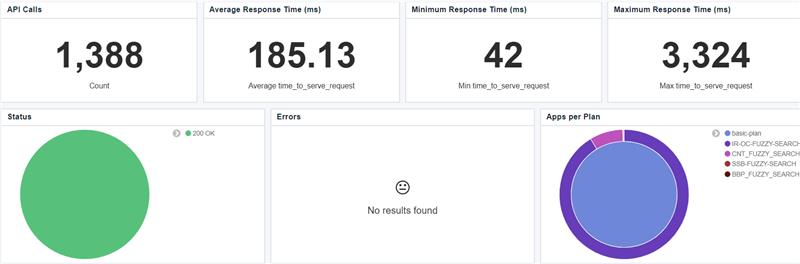 API Calls
1,388
Count
Average Response Time (ms)
185.13
Average time_to_serve_request
Minimum Response Time (ms)
42
Min time_to_serve_request
Maximum Response Time (ms)
3,324
Max time_to_serve_request
Status
200 OK
Errors
No results found
Apps per Plan
basic-plan
IR-OC-FUZZY-SEARCH
CNT_FUZZY_SEARCH
SSB-FUZZY-SEARCH
BBP_FUZZY_SEARCH